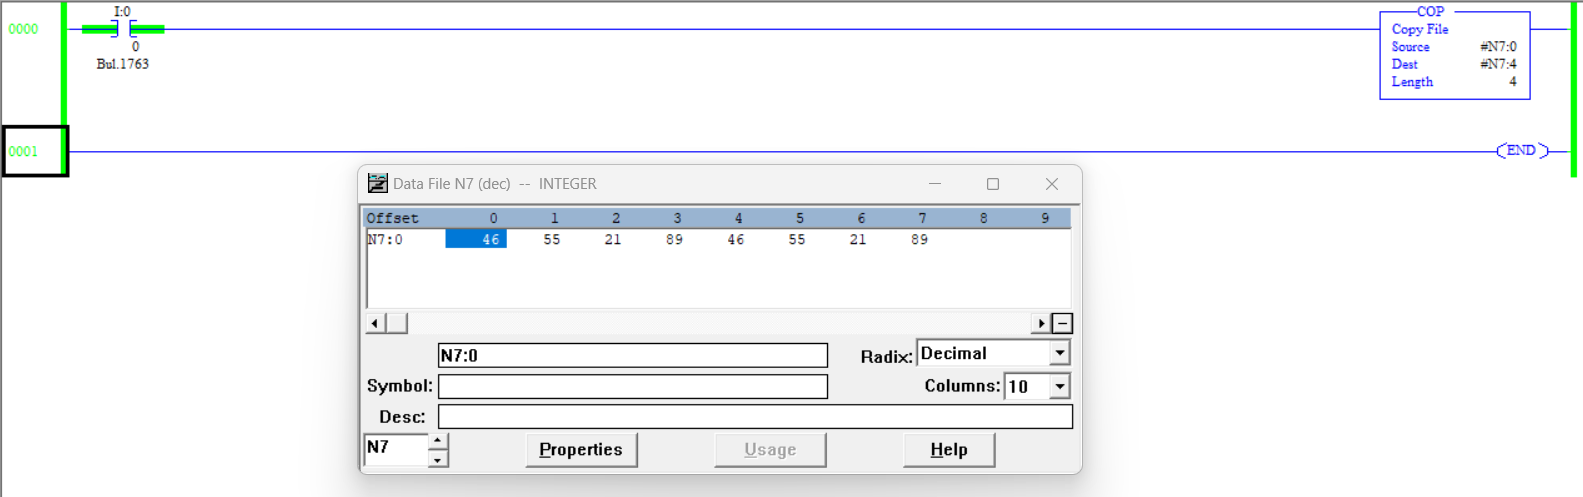 I:0
0000
0
Bul.1763
COP
Copy File
Source #N7:0
Dest #N7:4
Length 4
0001
END
Data File N7 (dec) -- INTEGER
Offset 0 1 2 3 4 5 6 7 8 9
N7:0 46 55 21 89 46 55 21 89
N7:0
Radix: Decimal
Symbol:
Columns: 10
Desc:
N7
Properties Usage Help